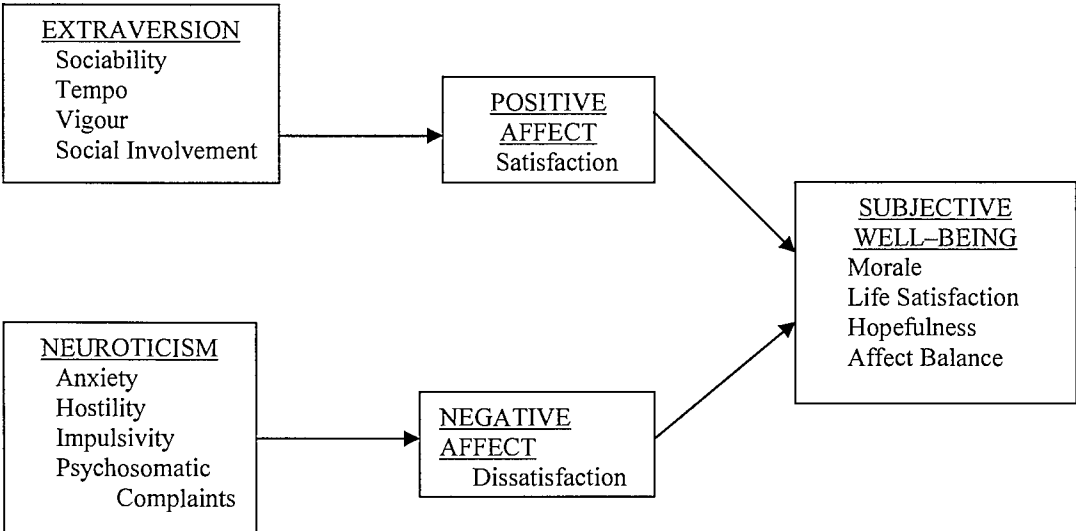 EXTRAVERSION
Sociability
Tempo
Vigour
Social Involvement
POSITIVE
AFFECT
Satisfaction
SUBJECTIVE
WELL–BEING
Morale
Life Satisfaction
Hopefulness
Affect Balance
NEUROTICISM
Anxiety
Hostility
Impulsivity
Psychosomatic
Complaints
NEGATIVE
AFFECT
Dissatisfaction